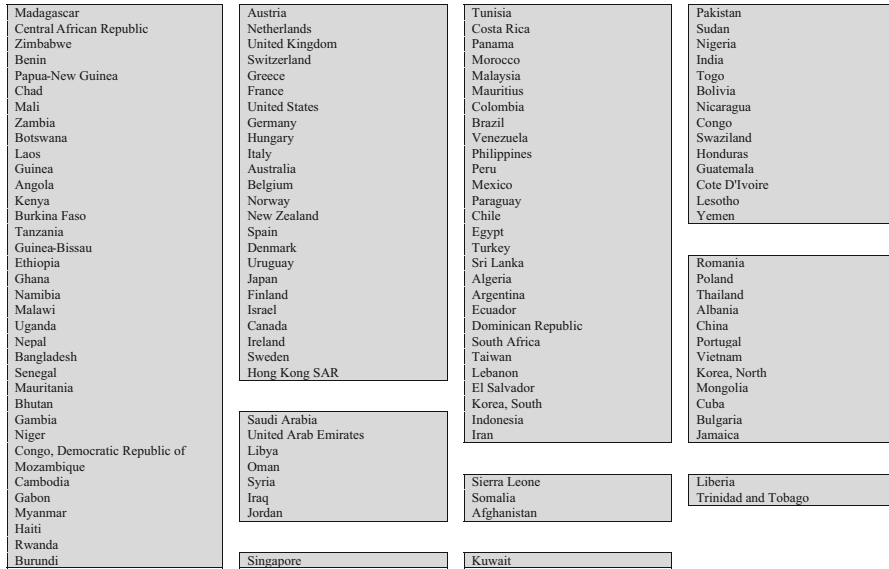 Madagascar
Central African Republic
Zimbabwe
Benin
Papua-New Guinea
Chad
Mali
Zambia
Botswana
Laos
Guinea
Angola
Kenya
Burkina Faso
Tanzania
Guinea-Bissau
Ethiopia
Ghana
Namibia
Malawi
Uganda
Nepal
Bangladesh
Senegal
Mauritania
Bhutan
Gambia
Niger
Congo, Democratic Republic of
Mozambique
Cambodia
Gabon
Myanmar
Haiti
Rwanda
Burundi
Austria
Netherlands
United Kingdom
Switzerland
Greece
France
United States
Germany
Hungary
Italy
Australia
Belgium
Norway
New Zealand
Spain
Denmark
Uruguay
Japan
Finland
Israel
Canada
Ireland
Sweden
Hong Kong SAR
Saudi Arabia
United Arab Emirates
Libya
Oman
Syria
Iraq
Jordan
Singapore
Tunisia
Costa Rica
Panama
Morocco
Malaysia
Mauritius
Colombia
Brazil
Venezuela
Philippines
Peru
Mexico
Paraguay
Chile
Egypt
Turkey
Sri Lanka
Algeria
Argentina
Ecuador
Dominican Republic
South Africa
Taiwan
Lebanon
El Salvador
Korea, South
Indonesia
Iran
Sierra Leone
Somalia
Afghanistan
Kuwait
Pakistan
Sudan
Nigeria
India
Togo
Bolivia
Nicaragua
Congo
Swaziland
Honduras
Guatemala
Cote D'Ivoire
Lesotho
Yemen
Romania
Poland
Thailand
Albania
China
Portugal
Vietnam
Korea, North
Mongolia
Cuba
Bulgaria
Jamaica
Liberia
Trinidad and Tobago